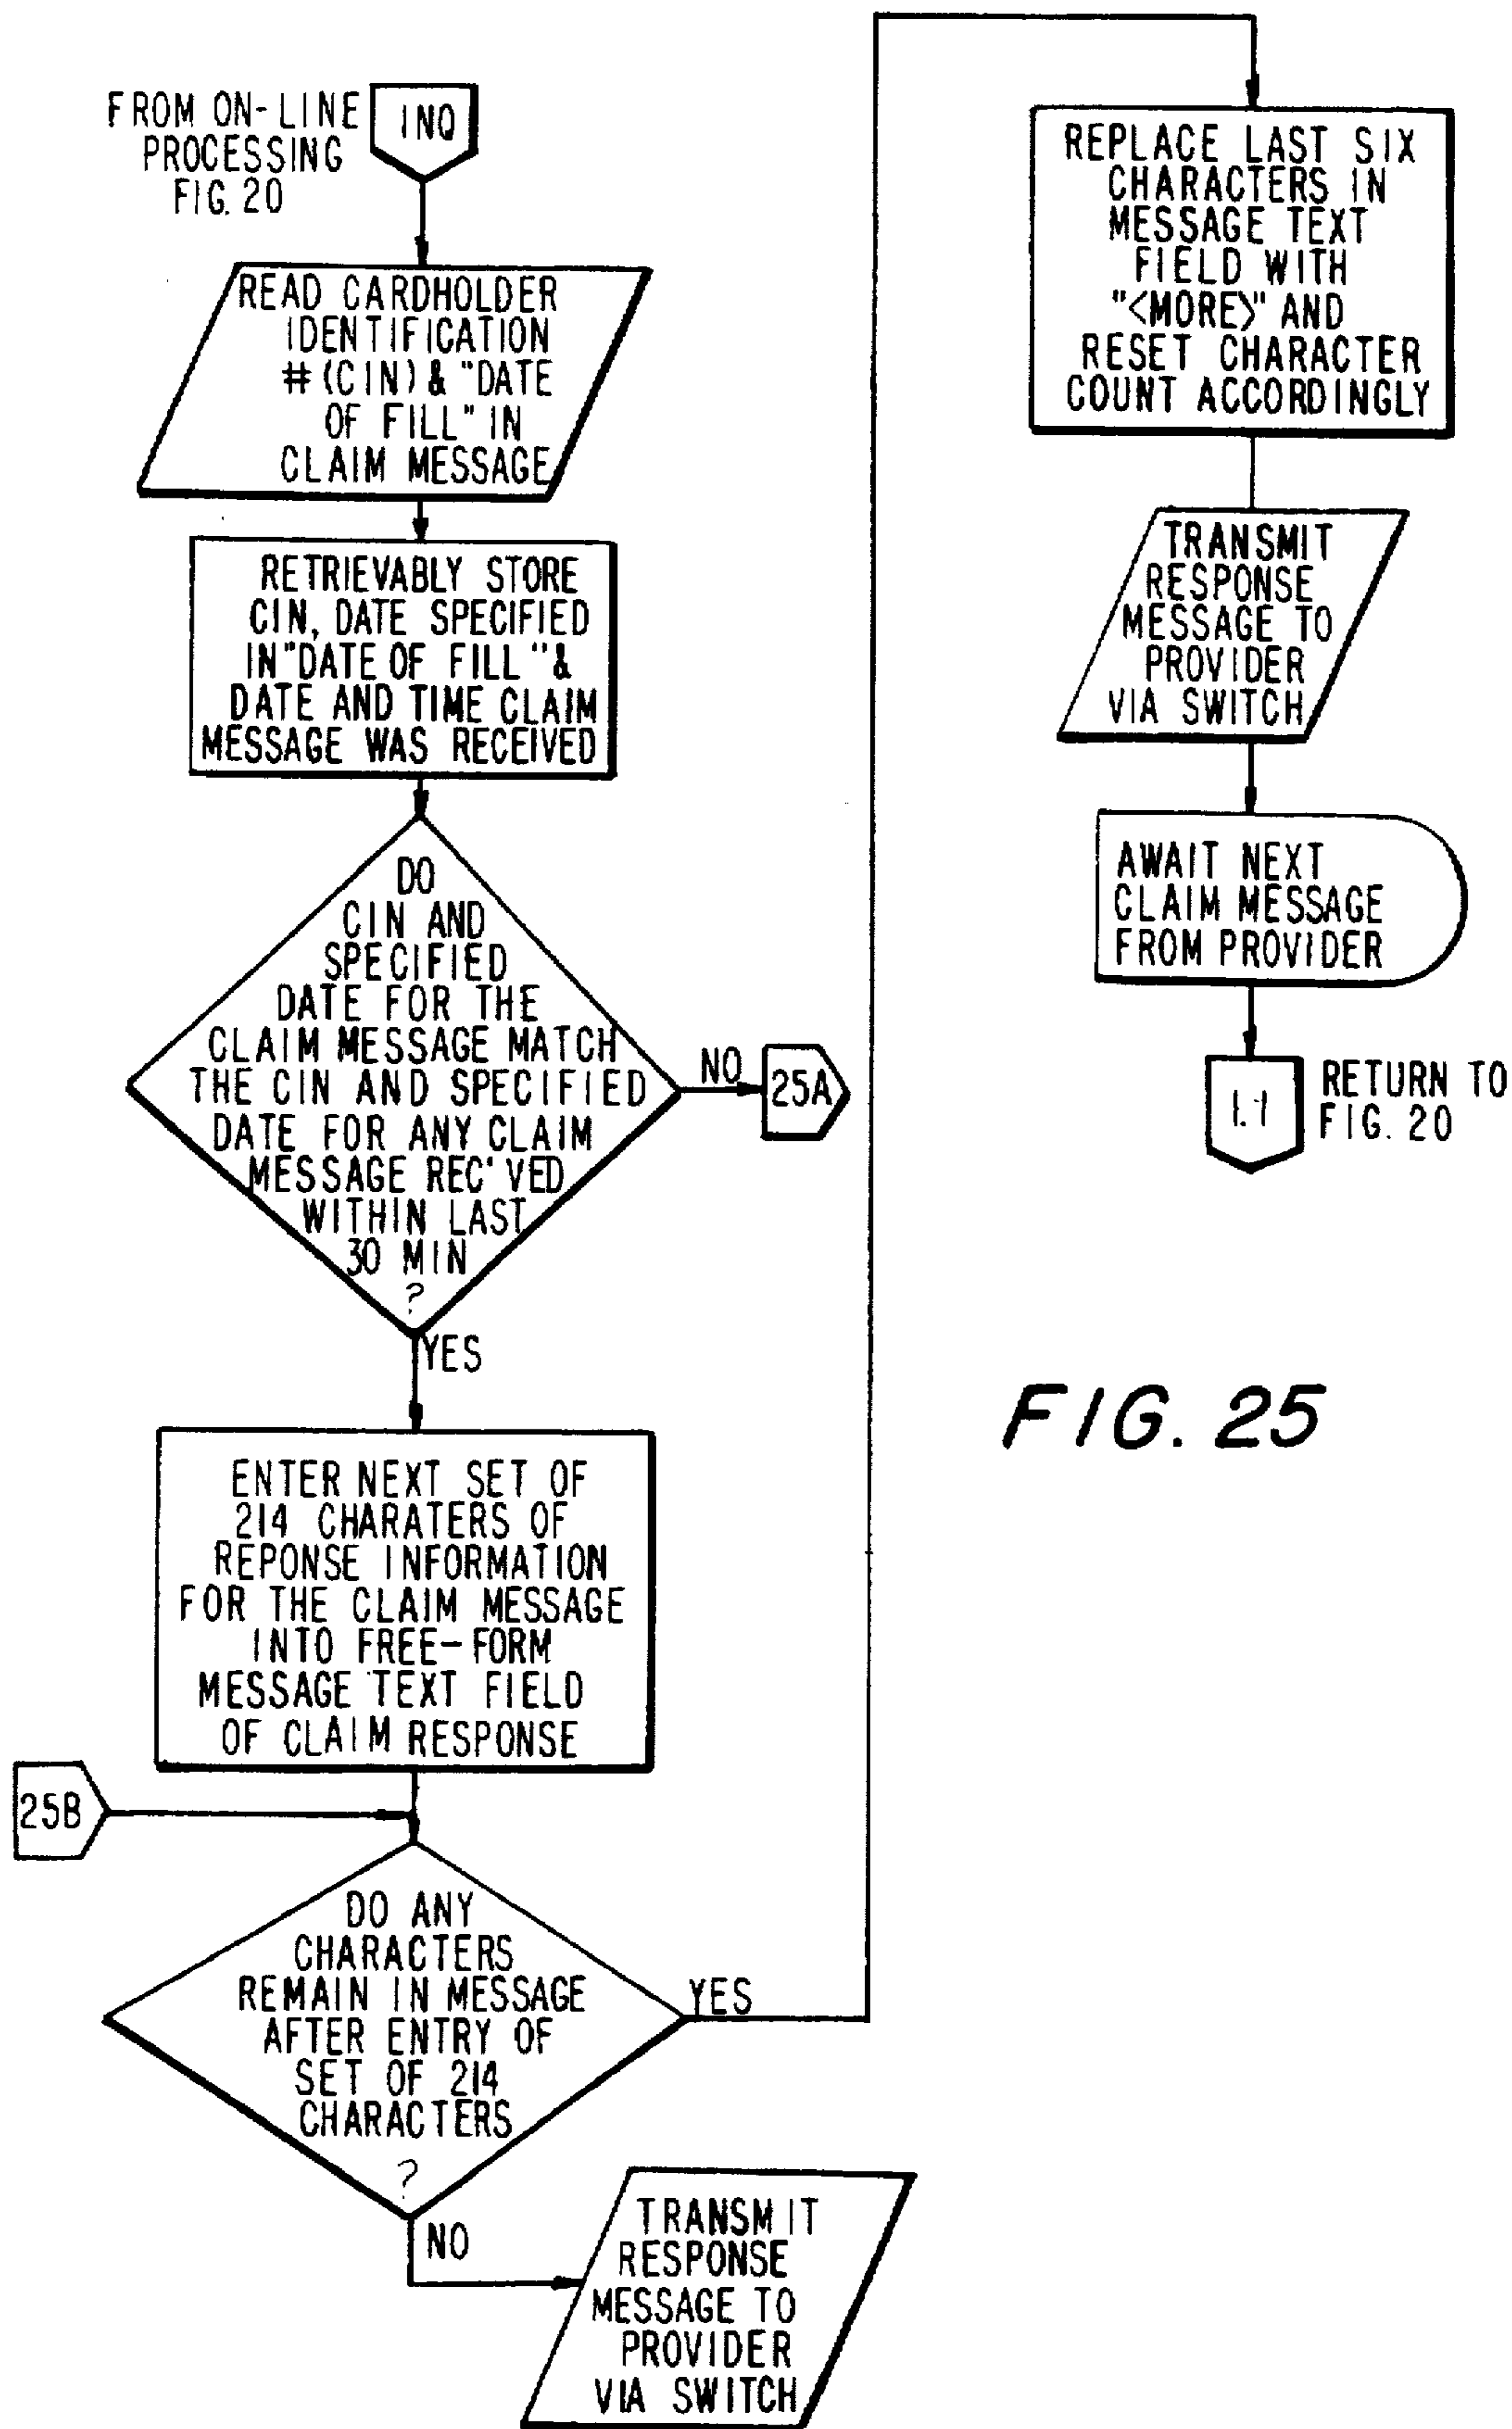 FROM ON-LINE
PROCESSING
FIG. 20
INQ
READ CARDHOLDER
IDENTIFICATION
# (CIN) & "DATE
OF FILL" IN
CLAIM MESSAGE
RETRIEVABLY STORE
CIN, DATE SPECIFIED
IN "DATE OF FILL" &
DATE AND TIME CLAIM
MESSAGE WAS RECEIVED
DO
CIN AND
SPECIFIED
DATE FOR THE
CLAIM MESSAGE MATCH
THE CIN AND SPECIFIED
DATE FOR ANY CLAIM
MESSAGE REC'VED
WITHIN LAST
30 MIN
?
NO
25A
YES
ENTER NEXT SET OF
214 CHARATERS OF
REPONSE INFORMATION
FOR THE CLAIM MESSAGE
INTO FREE-FORM
MESSAGE TEXT FIELD
OF CLAIM RESPONSE
25B
DO ANY
CHARACTERS
REMAIN IN MESSAGE
AFTER ENTRY OF
SET OF 214
CHARACTERS
?
YES
NO
TRANSMIT
RESPONSE
MESSAGE TO
PROVIDER
VIA SWITCH
REPLACE LAST SIX
CHARACTERS IN
MESSAGE TEXT
FIELD WITH
"<MORE>" AND
RESET CHARACTER
COUNT ACCORDINGLY
TRANSMIT
RESPONSE
MESSAGE TO
PROVIDER
VIA SWITCH
AWAIT NEXT
CLAIM MESSAGE
FROM PROVIDER
RETURN TO
FIG. 20
FIG. 25